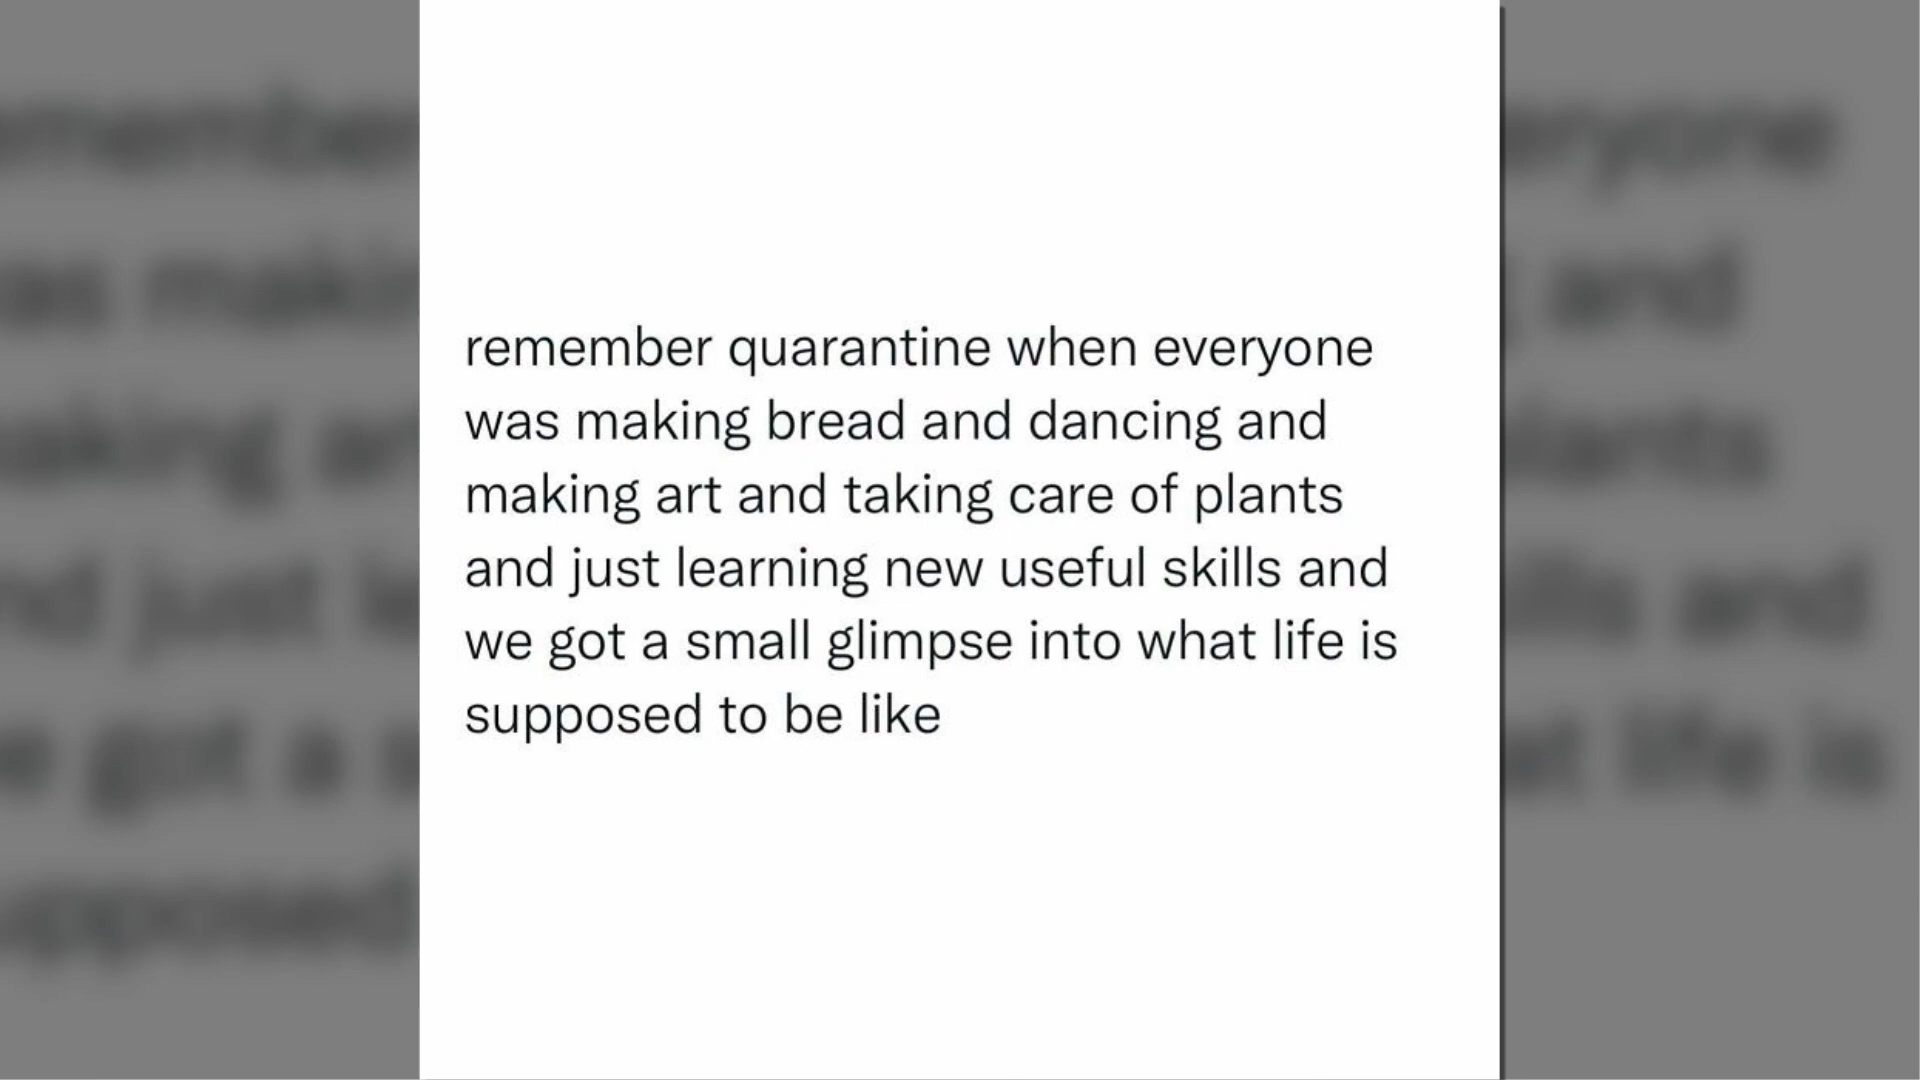 remember quarantine when everyone
was making bread and dancing and
making art and taking care of plants
and just learning new useful skills and
we got a small glimpse into what life is
supposed to be like